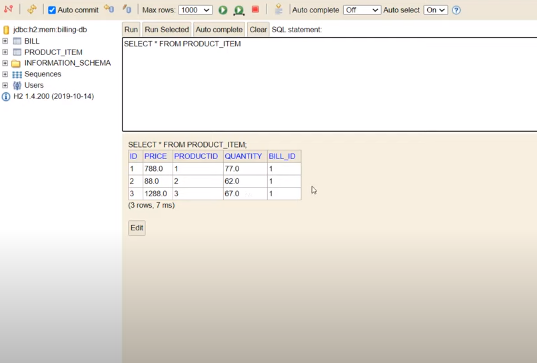 Auto commit Max rows: 1000 Auto complete Off Auto select On ?
jdbc:h2:mem:billing-db
BILL
PRODUCT_ITEM
INFORMATION_SCHEMA
Sequences
Users
H2 1.4.200 (2019-10-14)
Run Run Selected Auto complete Clear SQL statement:
SELECT * FROM PRODUCT_ITEM
SELECT * FROM PRODUCT_ITEM;
ID PRICE PRODUCTID QUANTITY BILL_ID
1 788.0 1 77.0 1
2 88.0 2 62.0 1
3 1288.0 3 67.0 1
(3 rows, 7 ms)
Edit